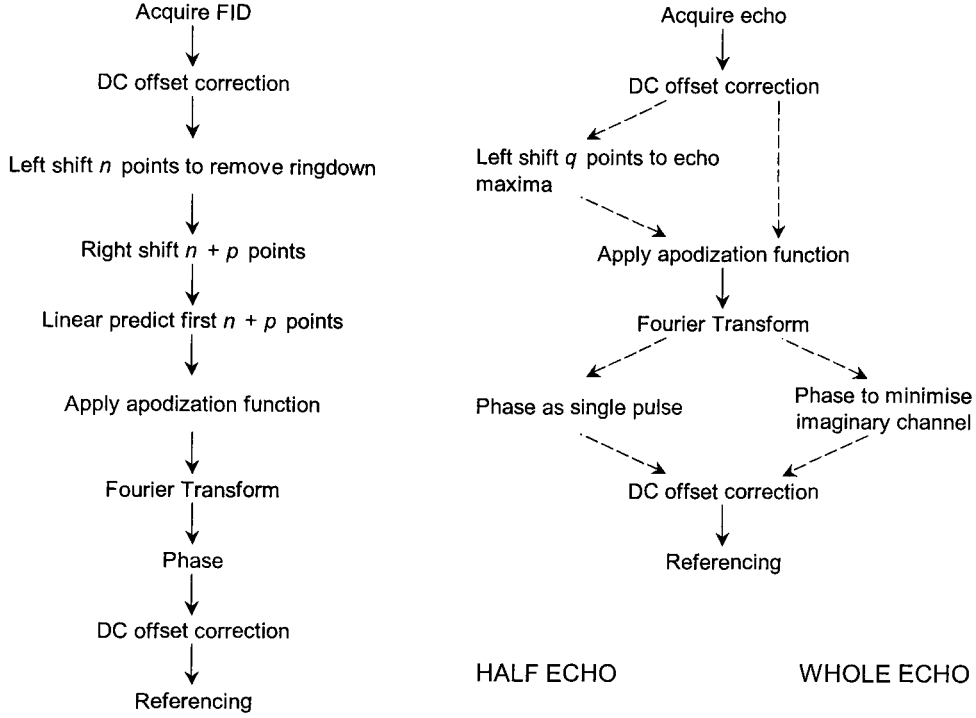 Acquire FID
DC offset correction
Left shift n points to remove ringdown
Right shift n + p points
Linear predict first n + p points
Apply apodization function
Fourier Transform
Phase
DC offset correction
Referencing
Acquire echo
DC offset correction
Left shift q points to echo
maxima
Apply apodization function
Fourier Transform
Phase as single pulse
Phase to minimise
imaginary channel
DC offset correction
Referencing
HALF ECHO
WHOLE ECHO